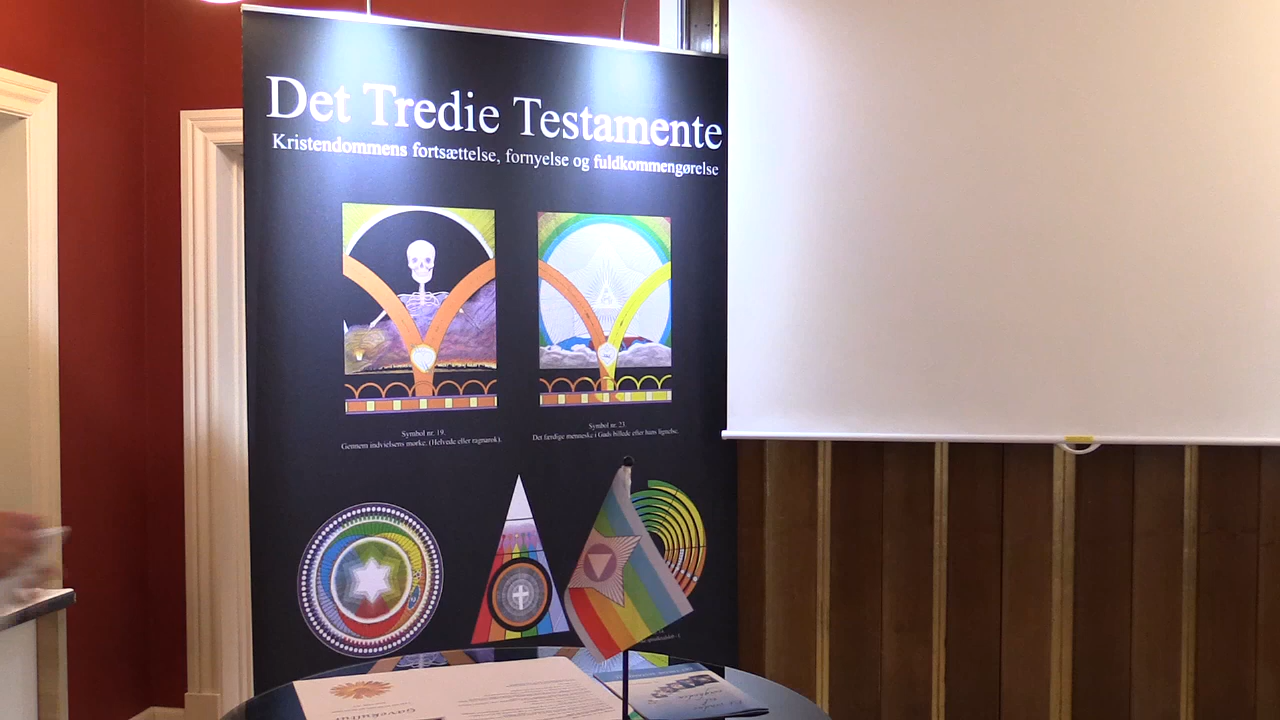 Det Tredie Testamente
Kristendommens fortsættelse, fornyelse og fuldkommengørelse
Symbol nr. 19.
Gennem indvielsens mørke. (Helvede eller ragnarok).
Symbol nr. 23
Det færdige menneske i Guds billede efter hans lignelse.
Gavekultur